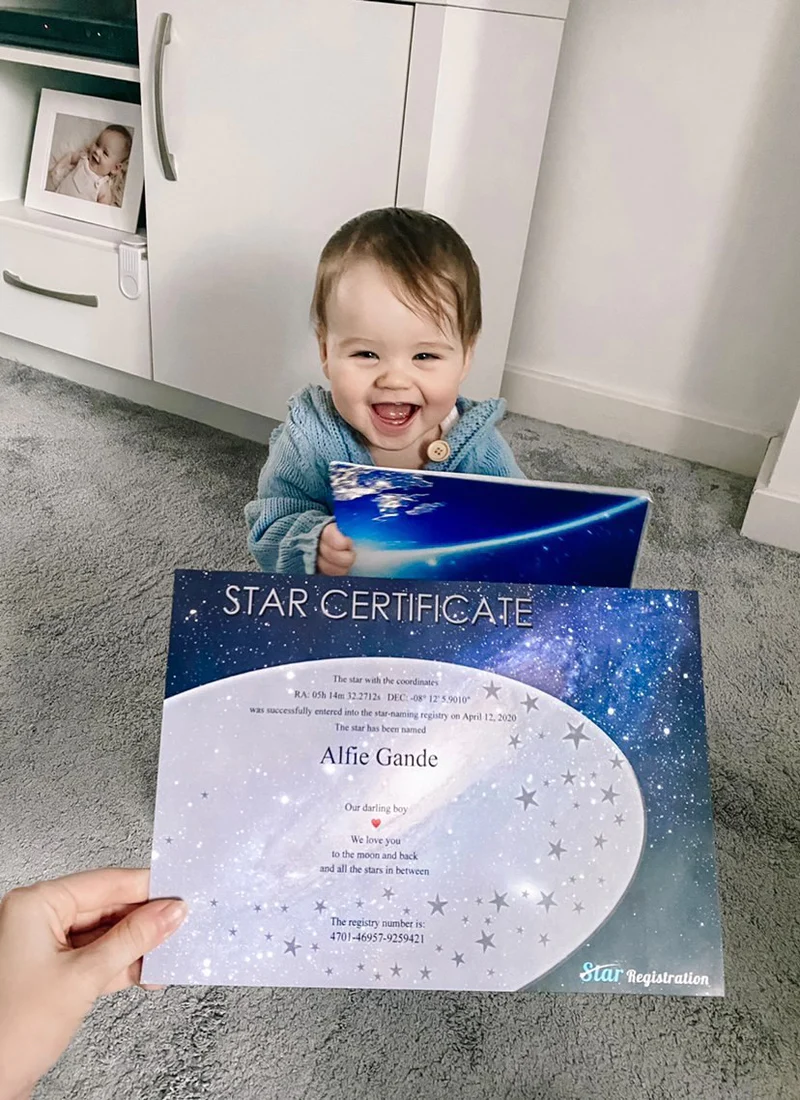 STAR CERTIFICATE
The star with the coordinates
RA: 05h 14m 32.2712s DEC: -08° 12' 5.9010"
was successfully entered into the star-naming registry on April 12, 2020
The star has been named
Alfie Gande
Our darling boy
❤
We love you
to the moon and back
and all the stars in between
The registry number is:
4701-46957-9259421
Star Registration